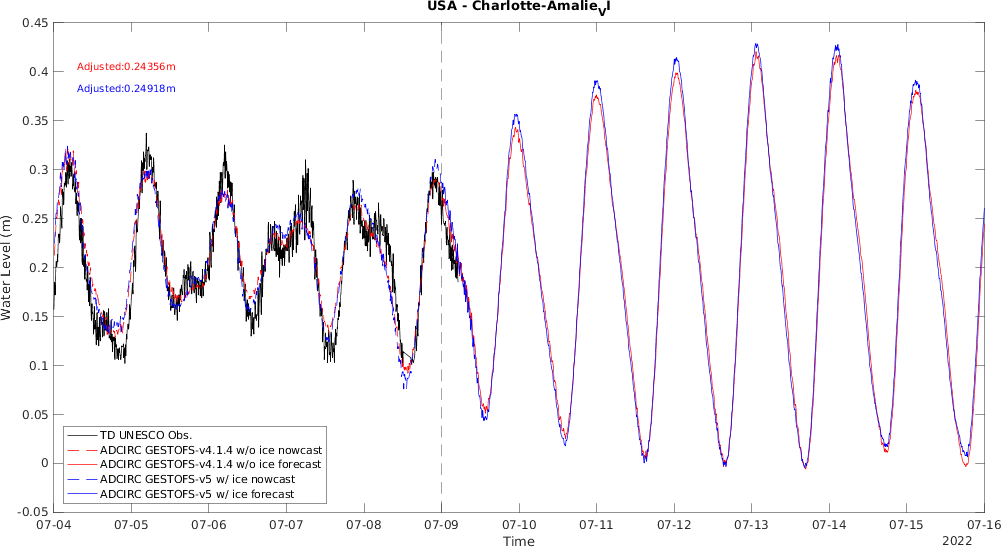 USA - Charlotte-AmalieVI
0.45
0.4
0.35
0.3
0.25
0.2
0.15
0.1
0.05
0
-0.05
Water Level (m)
Adjusted:0.24356m
Adjusted:0.24918m
TD UNESCO Obs.
ADCIRC GESTOFS-v4.1.4 w/o ice nowcast
ADCIRC GESTOFS-v4.1.4 w/o ice forecast
ADCIRC GESTOFS-v5 w/ ice nowcast
ADCIRC GESTOFS-v5 w/ ice forecast
07-04 07-05 07-06 07-07 07-08 07-09 07-10 07-11 07-12 07-13 07-14 07-15 07-16
Time
2022